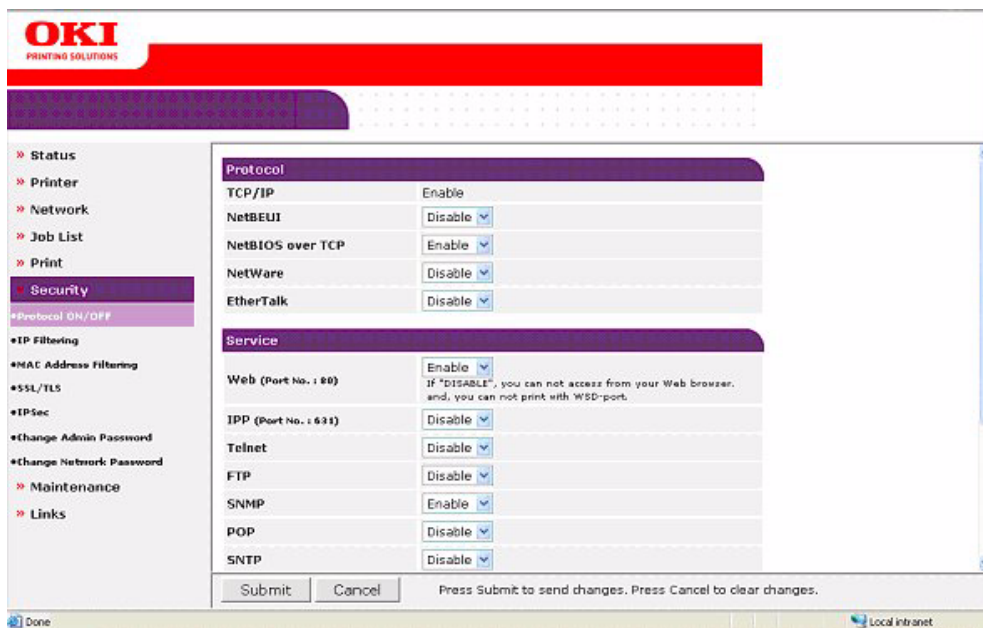 OKI
PRINTING SOLUTIONS
Status
Printer
Network
Job List
Print
Security
Protocol ON/OFF
IP Filtering
MAC Address Filtering
SSL/TLS
IPSec
Change Admin Password
Change Network Password
Maintenance
Links
Protocol
TCP/IP Enable
NetBEUI Disable
NetBIOS over TCP Enable
NetWare Disable
EtherTalk Disable
Service
Web (Port No. : 80) Enable
If "DISABLE", you can not access from your Web browser.
and, you can not print with WSD-port.
IPP (Port No. : 631) Disable
Telnet Disable
FTP Disable
SNMP Enable
POP Disable
SNTP Disable
Submit Cancel Press Submit to send changes. Press Cancel to clear changes.
Done Local intranet